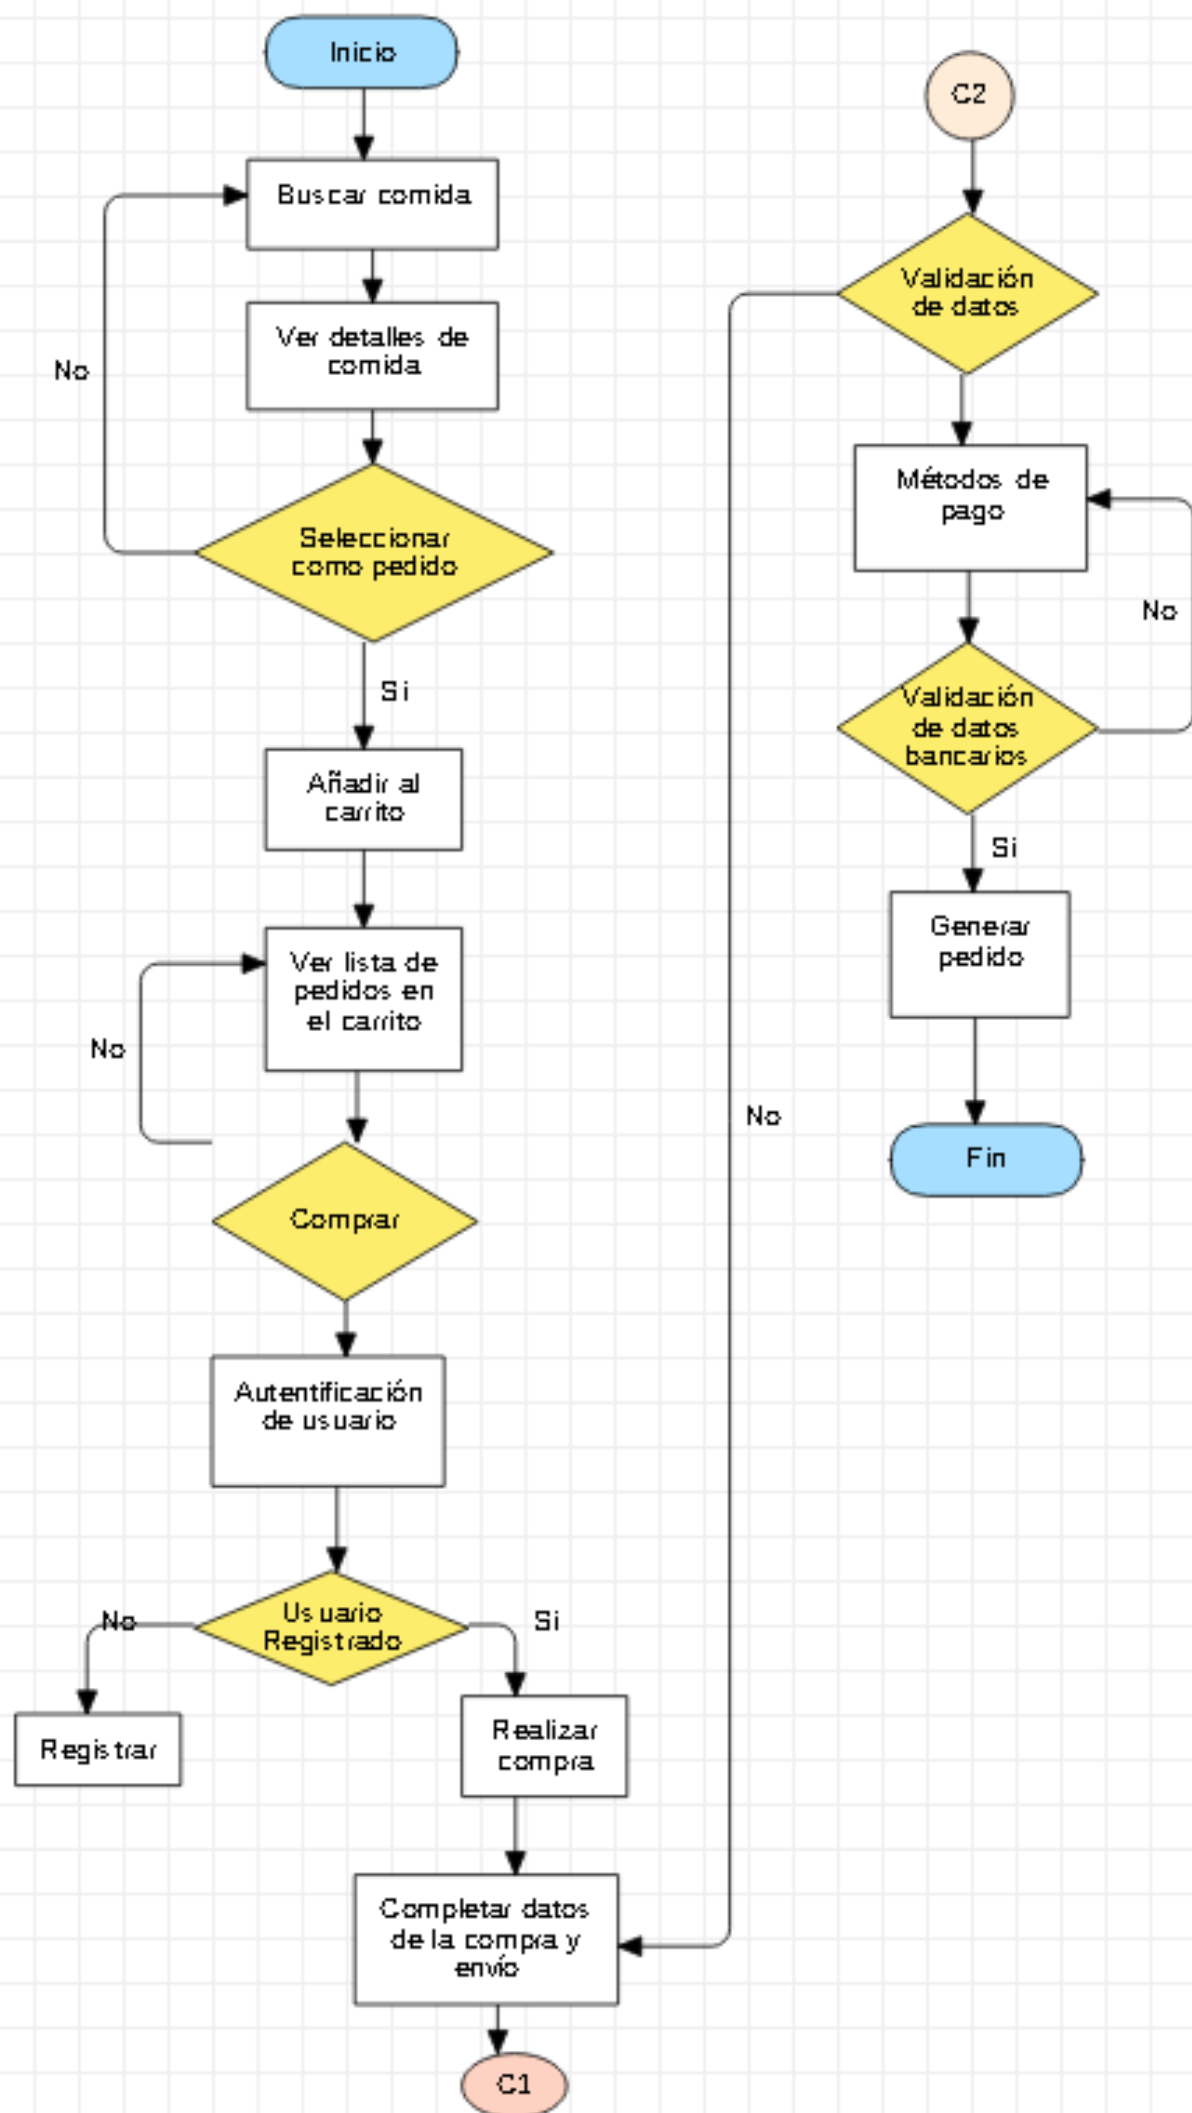 Inicio
Buscar comida
Ver detalles de
comida
No
Seleccionar
como pedido
Si
Añadir al
carrito
Ver lista de
pedidos en
el carrito
No
Comprar
Autentificación
de usuario
Usuario
Registrado
No
Si
Registrar
Realizar
compra
Completar datos
de la compra y
envío
C1
C2
Validación
de datos
No
Métodos de
pago
No
Validación
de datos
bancarios
Si
Generar
pedido
Fin